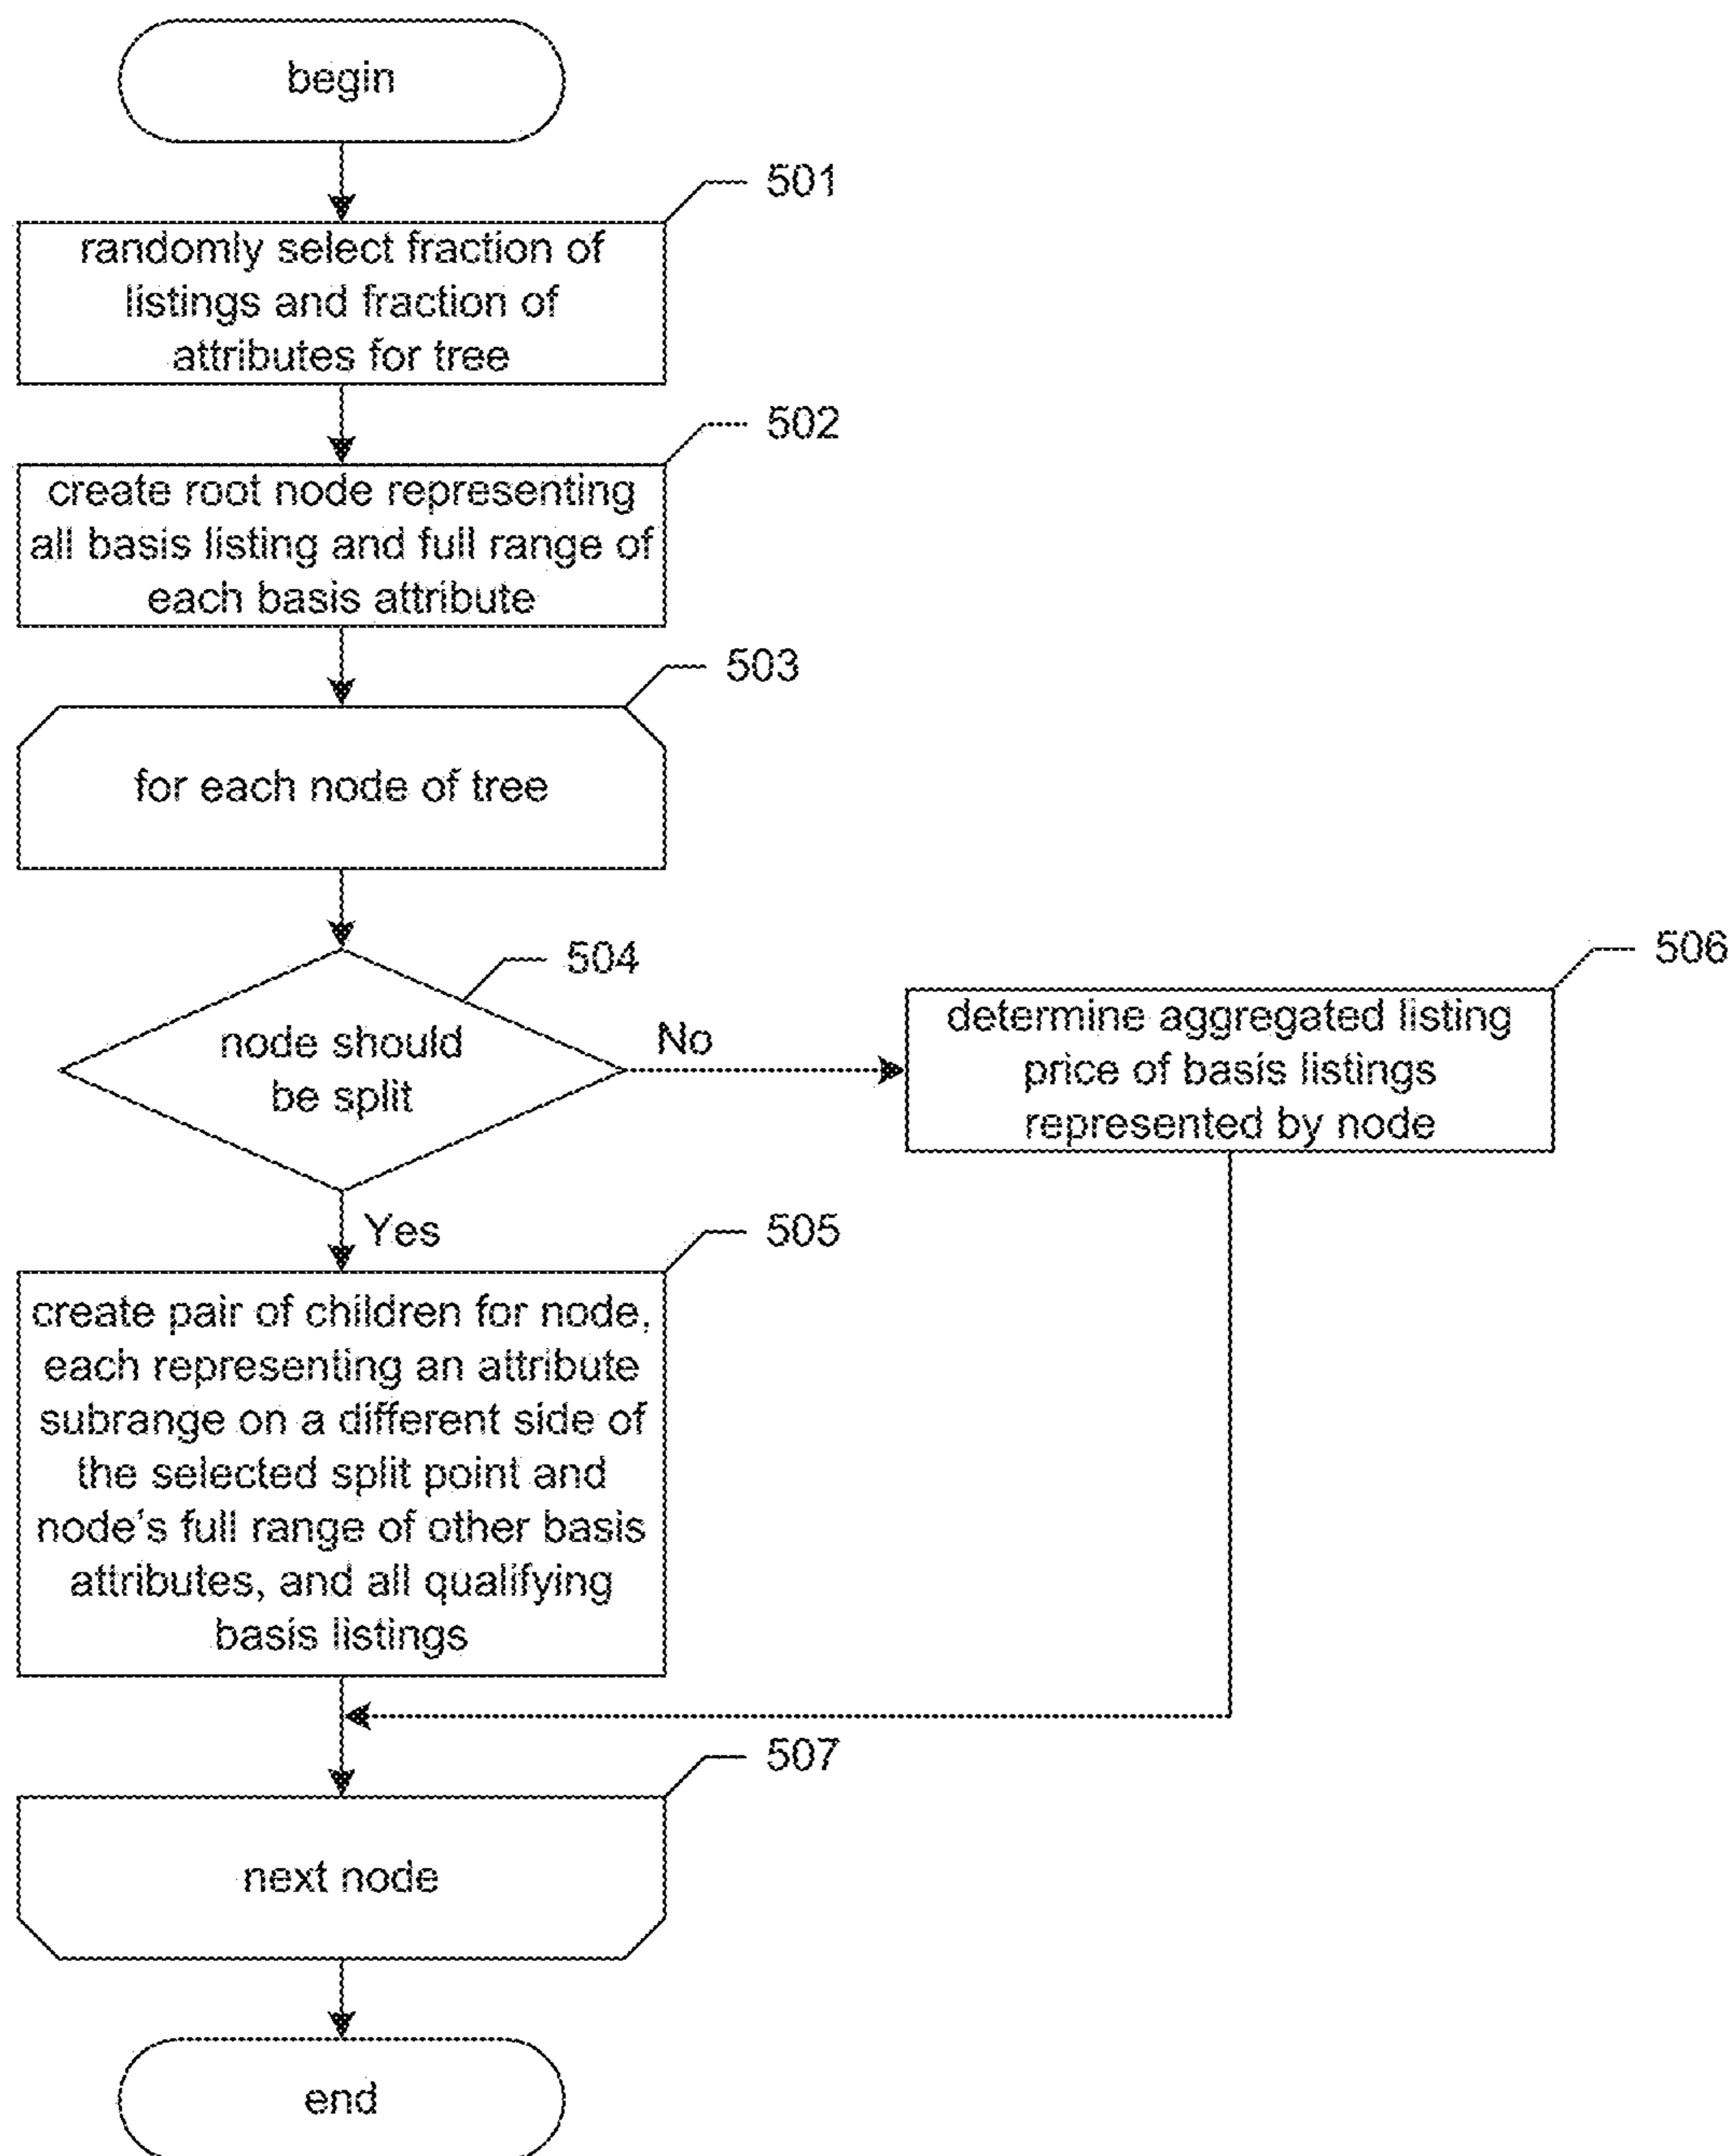 begin
501
randomly select fraction of
listings and fraction of
attributes for tree
502
create root node representing
all basis listing and full range of
each basis attribute
503
for each node of tree
504
node should
be split
No
506
determine aggregated listing
price of basis listings
represented by node
Yes
505
create pair of children for node,
each representing an attribute
subrange on a different side of
the selected split point and
node's full range of other basis
attributes, and all qualifying
basis listings
507
next node
end